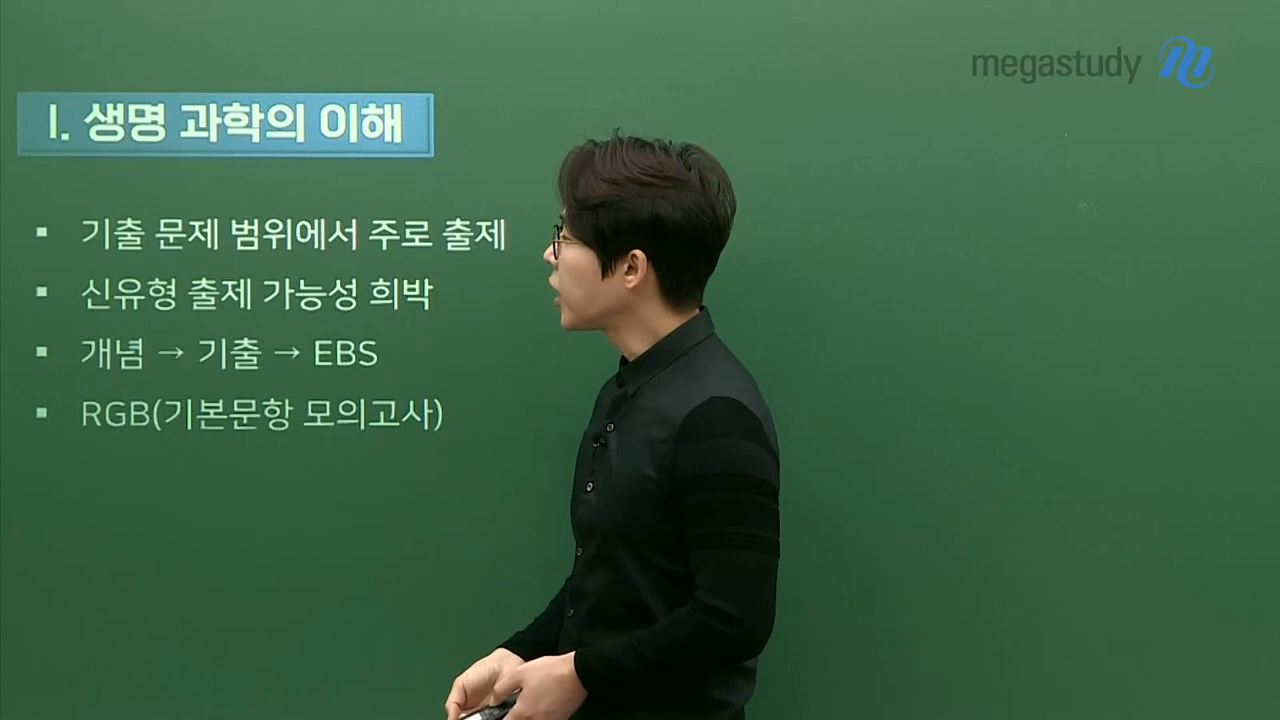 megastudy
I. 생명 과학의 이해
▪ 기출 문제 범위에서 주로 출제
▪ 신유형 출제 가능성 희박
▪ 개념 → 기출 → EBS
▪ RGB(기본문항 모의고사)